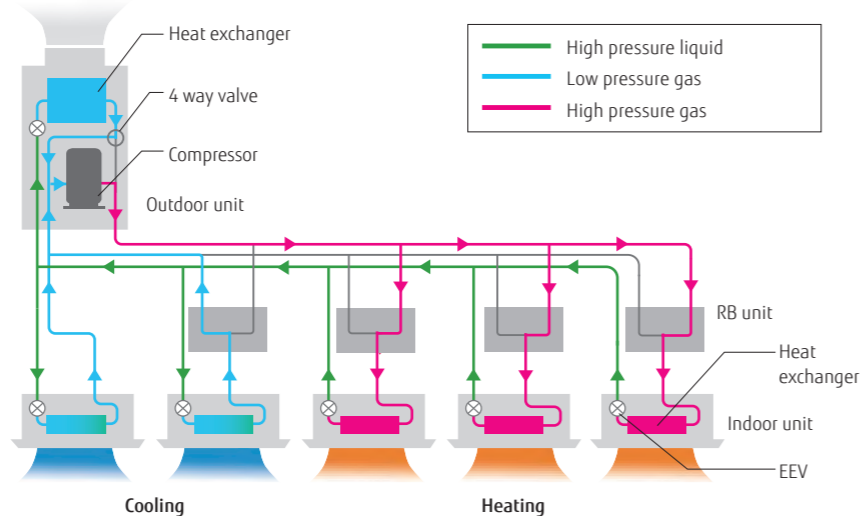 Heat exchanger
4 way valve
Compressor
Outdoor unit
High pressure liquid
Low pressure gas
High pressure gas
RB unit
Heat
exchanger
Indoor unit
EEV
Cooling
Heating